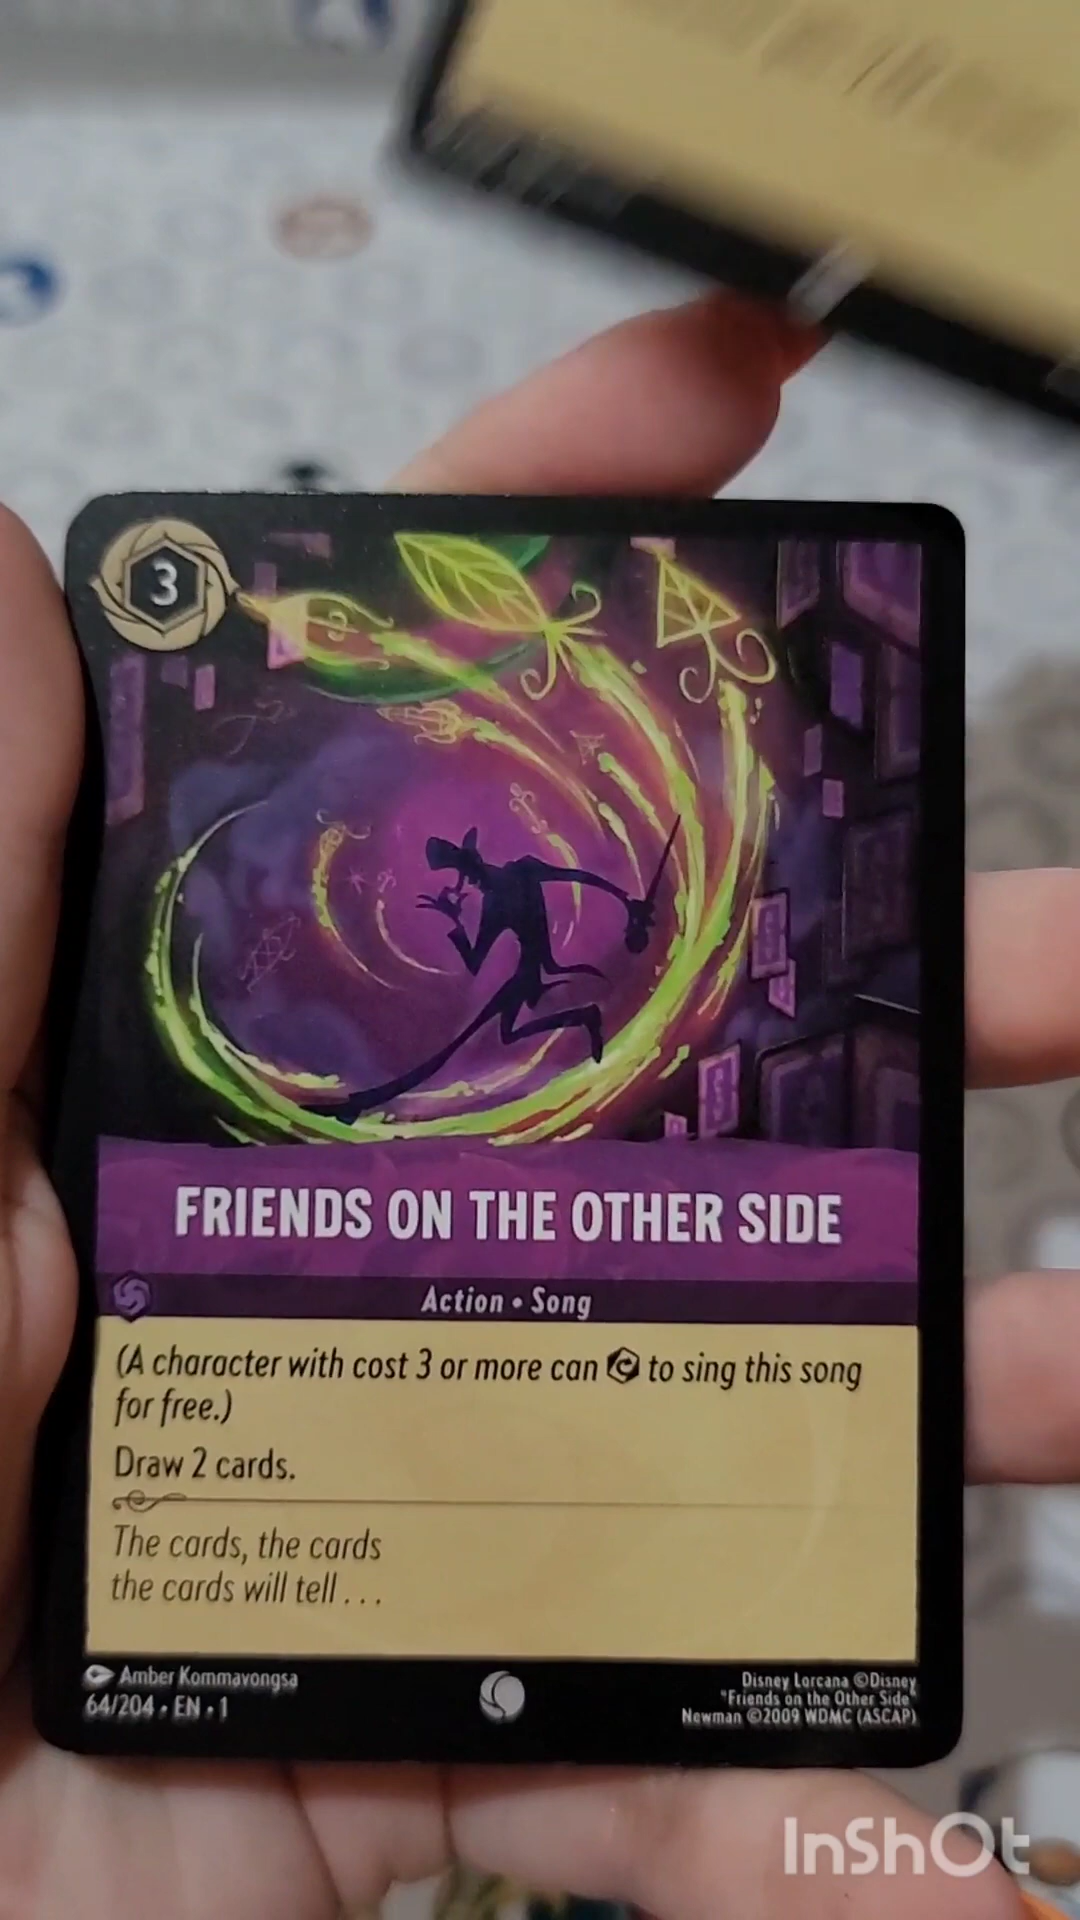 3
FRIENDS ON THE OTHER SIDE
Action • Song
(A character with cost 3 or more can to sing this song
for free.)
Draw 2 cards.
The cards, the cards
the cards will tell . . .
Amber Kommavongsa
64/204 • EN • 1
Disney Lorcana ©Disney
"Friends on the Other Side"
Newman ©2009 WDMC (ASCAP)
InShOt